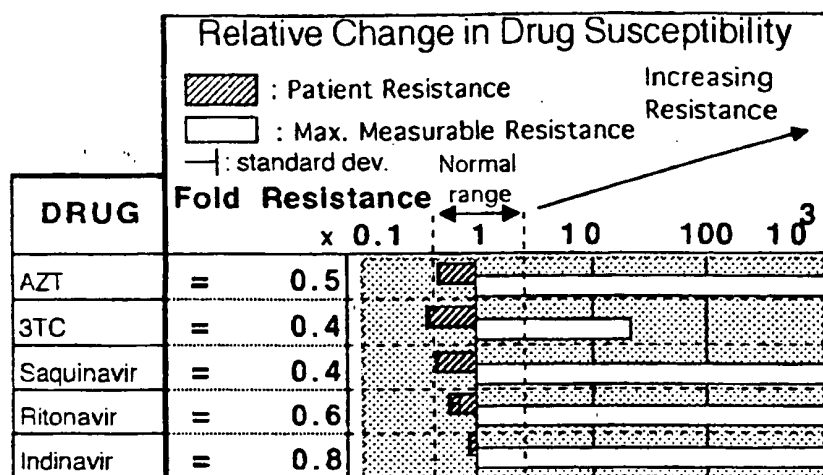 Relative Change in Drug Susceptibility
: Patient Resistance
: Max. Measurable Resistance
: standard dev.
Increasing
Resistance
Normal
range
DRUG
Fold Resistance
x 0.1 1 10 100 10³
AZT = 0.5
3TC = 0.4
Saquinavir = 0.4
Ritonavir = 0.6
Indinavir = 0.8